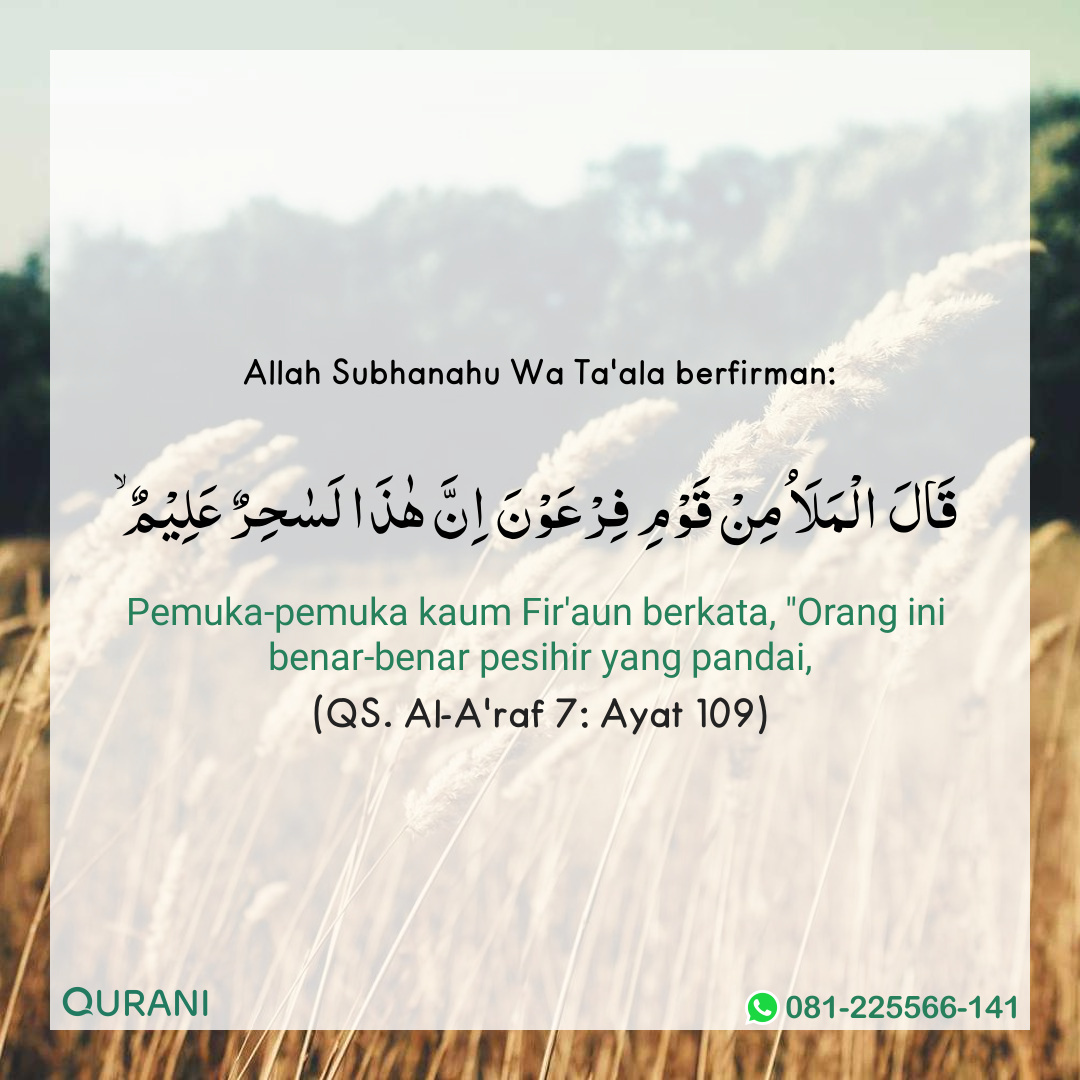 Allah Subhanahu Wa Ta'ala berfirman:
قَالَ الْمَلَاُ مِنْ قَوْمِ فِرْعَوْنَ اِنَّ هٰذَا لَسٰحِرٌ عَلِيْمٌ ۙ
Pemuka-pemuka kaum Fir'aun berkata, "Orang ini
benar-benar pesihir yang pandai,
(QS. Al-A'raf 7: Ayat 109)
QURANI
081-225566-141